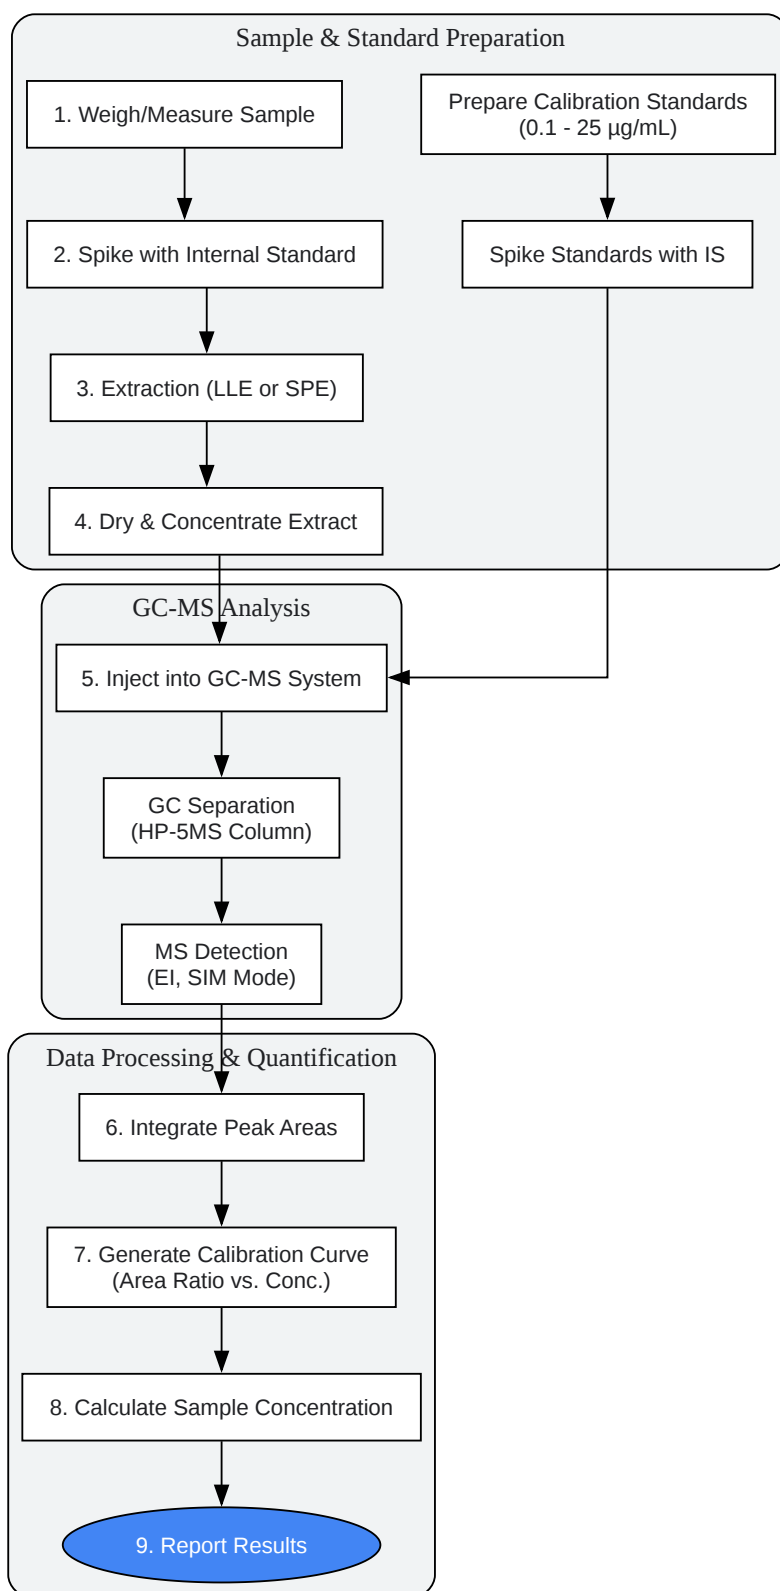 Sample & Standard Preparation
1. Weigh/Measure Sample
Prepare Calibration Standards
(0.1 - 25 µg/mL)
2. Spike with Internal Standard
Spike Standards with IS
3. Extraction (LLE or SPE)
4. Dry & Concentrate Extract
GC-MS Analysis
5. Inject into GC-MS System
GC Separation
(HP-5MS Column)
MS Detection
(EI, SIM Mode)
Data Processing & Quantification
6. Integrate Peak Areas
7. Generate Calibration Curve
(Area Ratio vs. Conc.)
8. Calculate Sample Concentration
9. Report Results